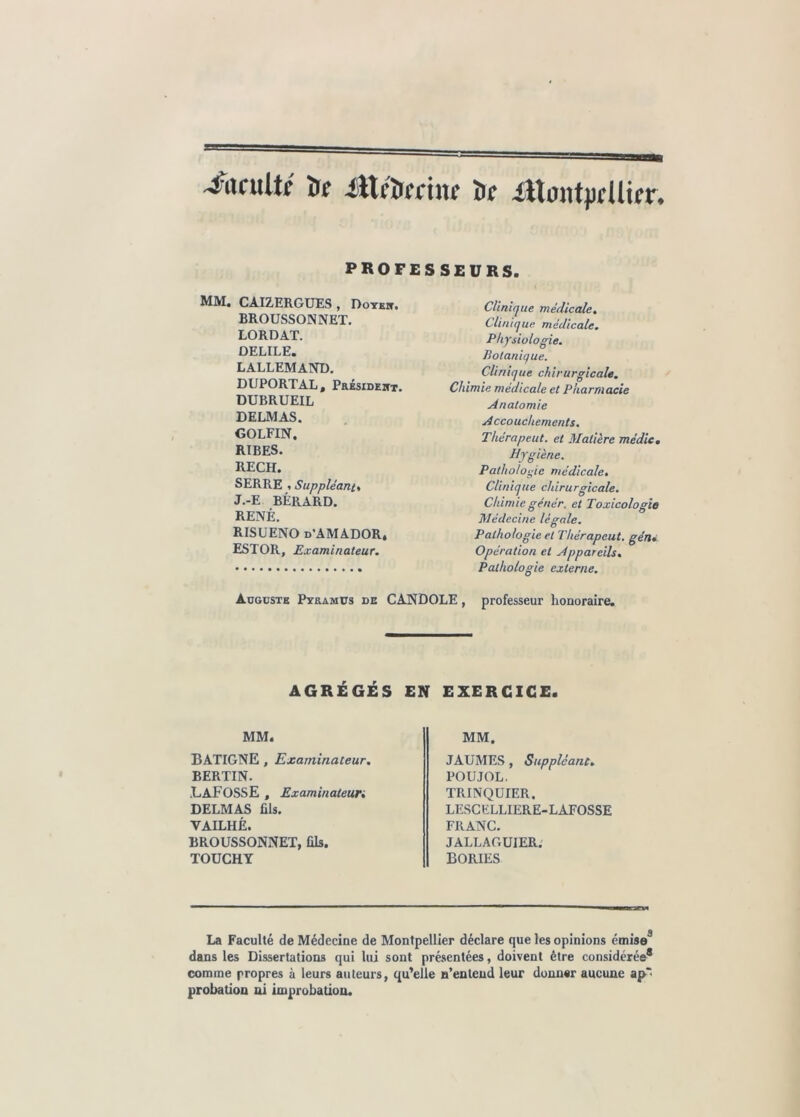 Faculté de Médecine de Montpellier.
PROFESSEURS.
MM. CAIZERGUES, DOYEN. Clinique médicale.
BROUSSONNET. Clinique médicale.
LORDAT. Physiologie.
DELILE. Botanique.
LALLEMAND. Clinique chirurgicale.
DUPORTAL, PRÉSIDENT. Chimie médicale et Pharmacie
DUBRUEIL Anatomie
DELMAS. Accouchements.
GOLFIN. Thérapeut. et Matière médic.
RIBES. Hygiène.
RECH. Pathologie médicale.
SERRE, Suppléant. Clinique chirurgicale.
J.-E BÉRARD. Chimie génér. et Toxicologie
RENÉ. Médecine légale.
RISUENO D'AMADOR. Pathologie et Thérapeut. gén.
ESTOR, Examinateur. Opération et Appareils.
................ Pathologie externe.
AUGUSTE PYRAMUS DE CANDOLE, professeur honoraire.
AGRÉGÉS EN EXERCICE.
MM.
BATIGNE, Examinateur.
BERTIN.
LAFOSSE, Examinateur.
DELMAS fils.
VAILHÉ.
BROUSSONNET, fils.
TOUCHY
MM.
JAUMES, Suppléant.
POUJOL.
TRINQUIER.
LESCELLIERE-LAFOSSE
FRANC.
JALLAGUIER.
BORIES
La Faculté de Médecine de Montpellier déclare que les opinions émises
dans les Dissertations qui lui sont présentées, doivent être considérées
comme propres à leurs auteurs, qu'elle n'entend leur donner aucune ap-
probation ni improbation.